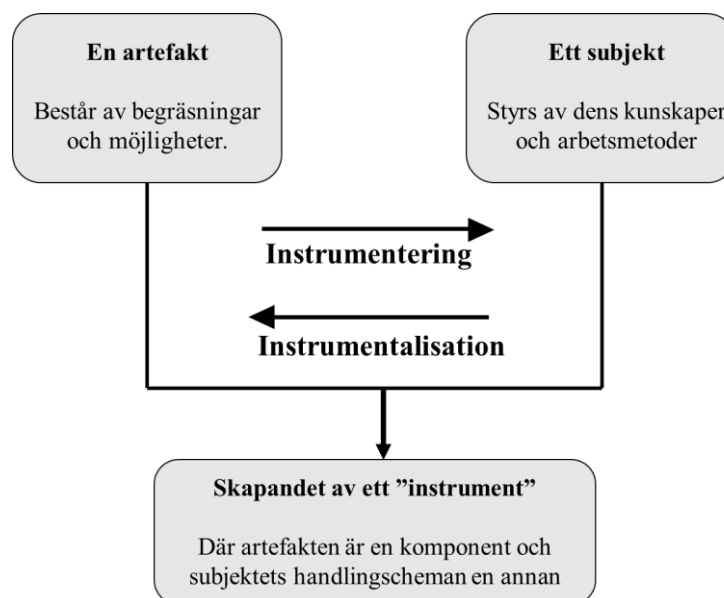 En artefakt
Består av begräsningar
och möjligheter.
Ett subjekt
Styrs av dens kunskaper
och arbetsmetoder
Instrumentering
Instrumentalisation
Skapandet av ett ”instrument”
Där artefakten är en komponent och
subjektets handlingscheman en annan